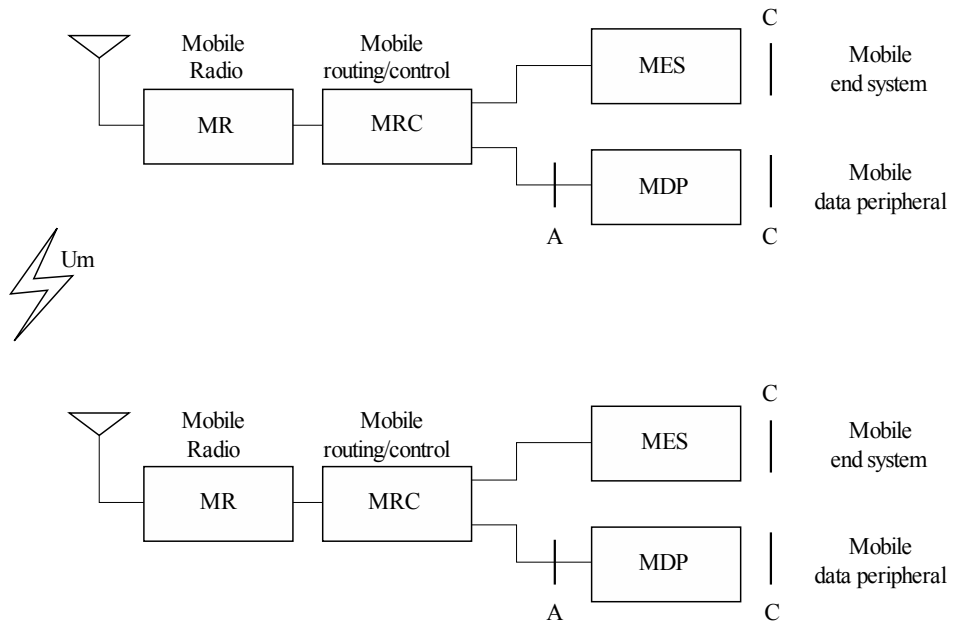 C
Mobile
Radio
Mobile
routing/control
MES
Mobile
end system
MR
MRC
MDP
Mobile
data peripheral
A
C
Um
C
Mobile
Radio
Mobile
routing/control
MES
Mobile
end system
MR
MRC
MDP
Mobile
data peripheral
A
C